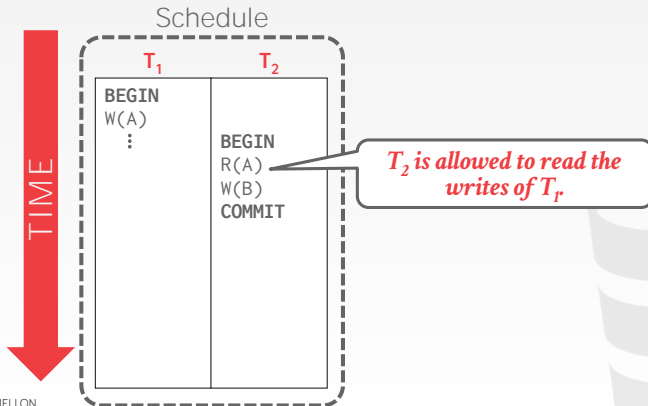 Schedule
TIME
T₁ T₂
BEGIN
W(A)
⋮
BEGIN
R(A)
W(B)
COMMIT
T₂ is allowed to read the
writes of T₁.